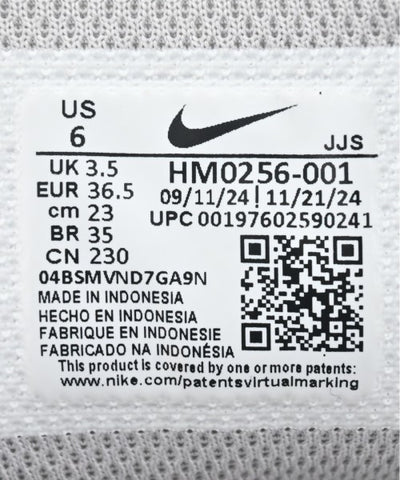 US
6
JJS
UK 3.5
EUR 36.5
cm 23
BR 35
CN 230
HM0256-001
09/11/24 | 11/21/24
UPC 00197602590241
04BSMVND7GA9N
MADE IN INDONESIA
HECHO EN INDONESIA
FABRIQUE EN INDONESIE
FABRICADO NA INDONÉSIA
This product is covered by one or more patents:
www.nike.com/patentsvirtualmarking